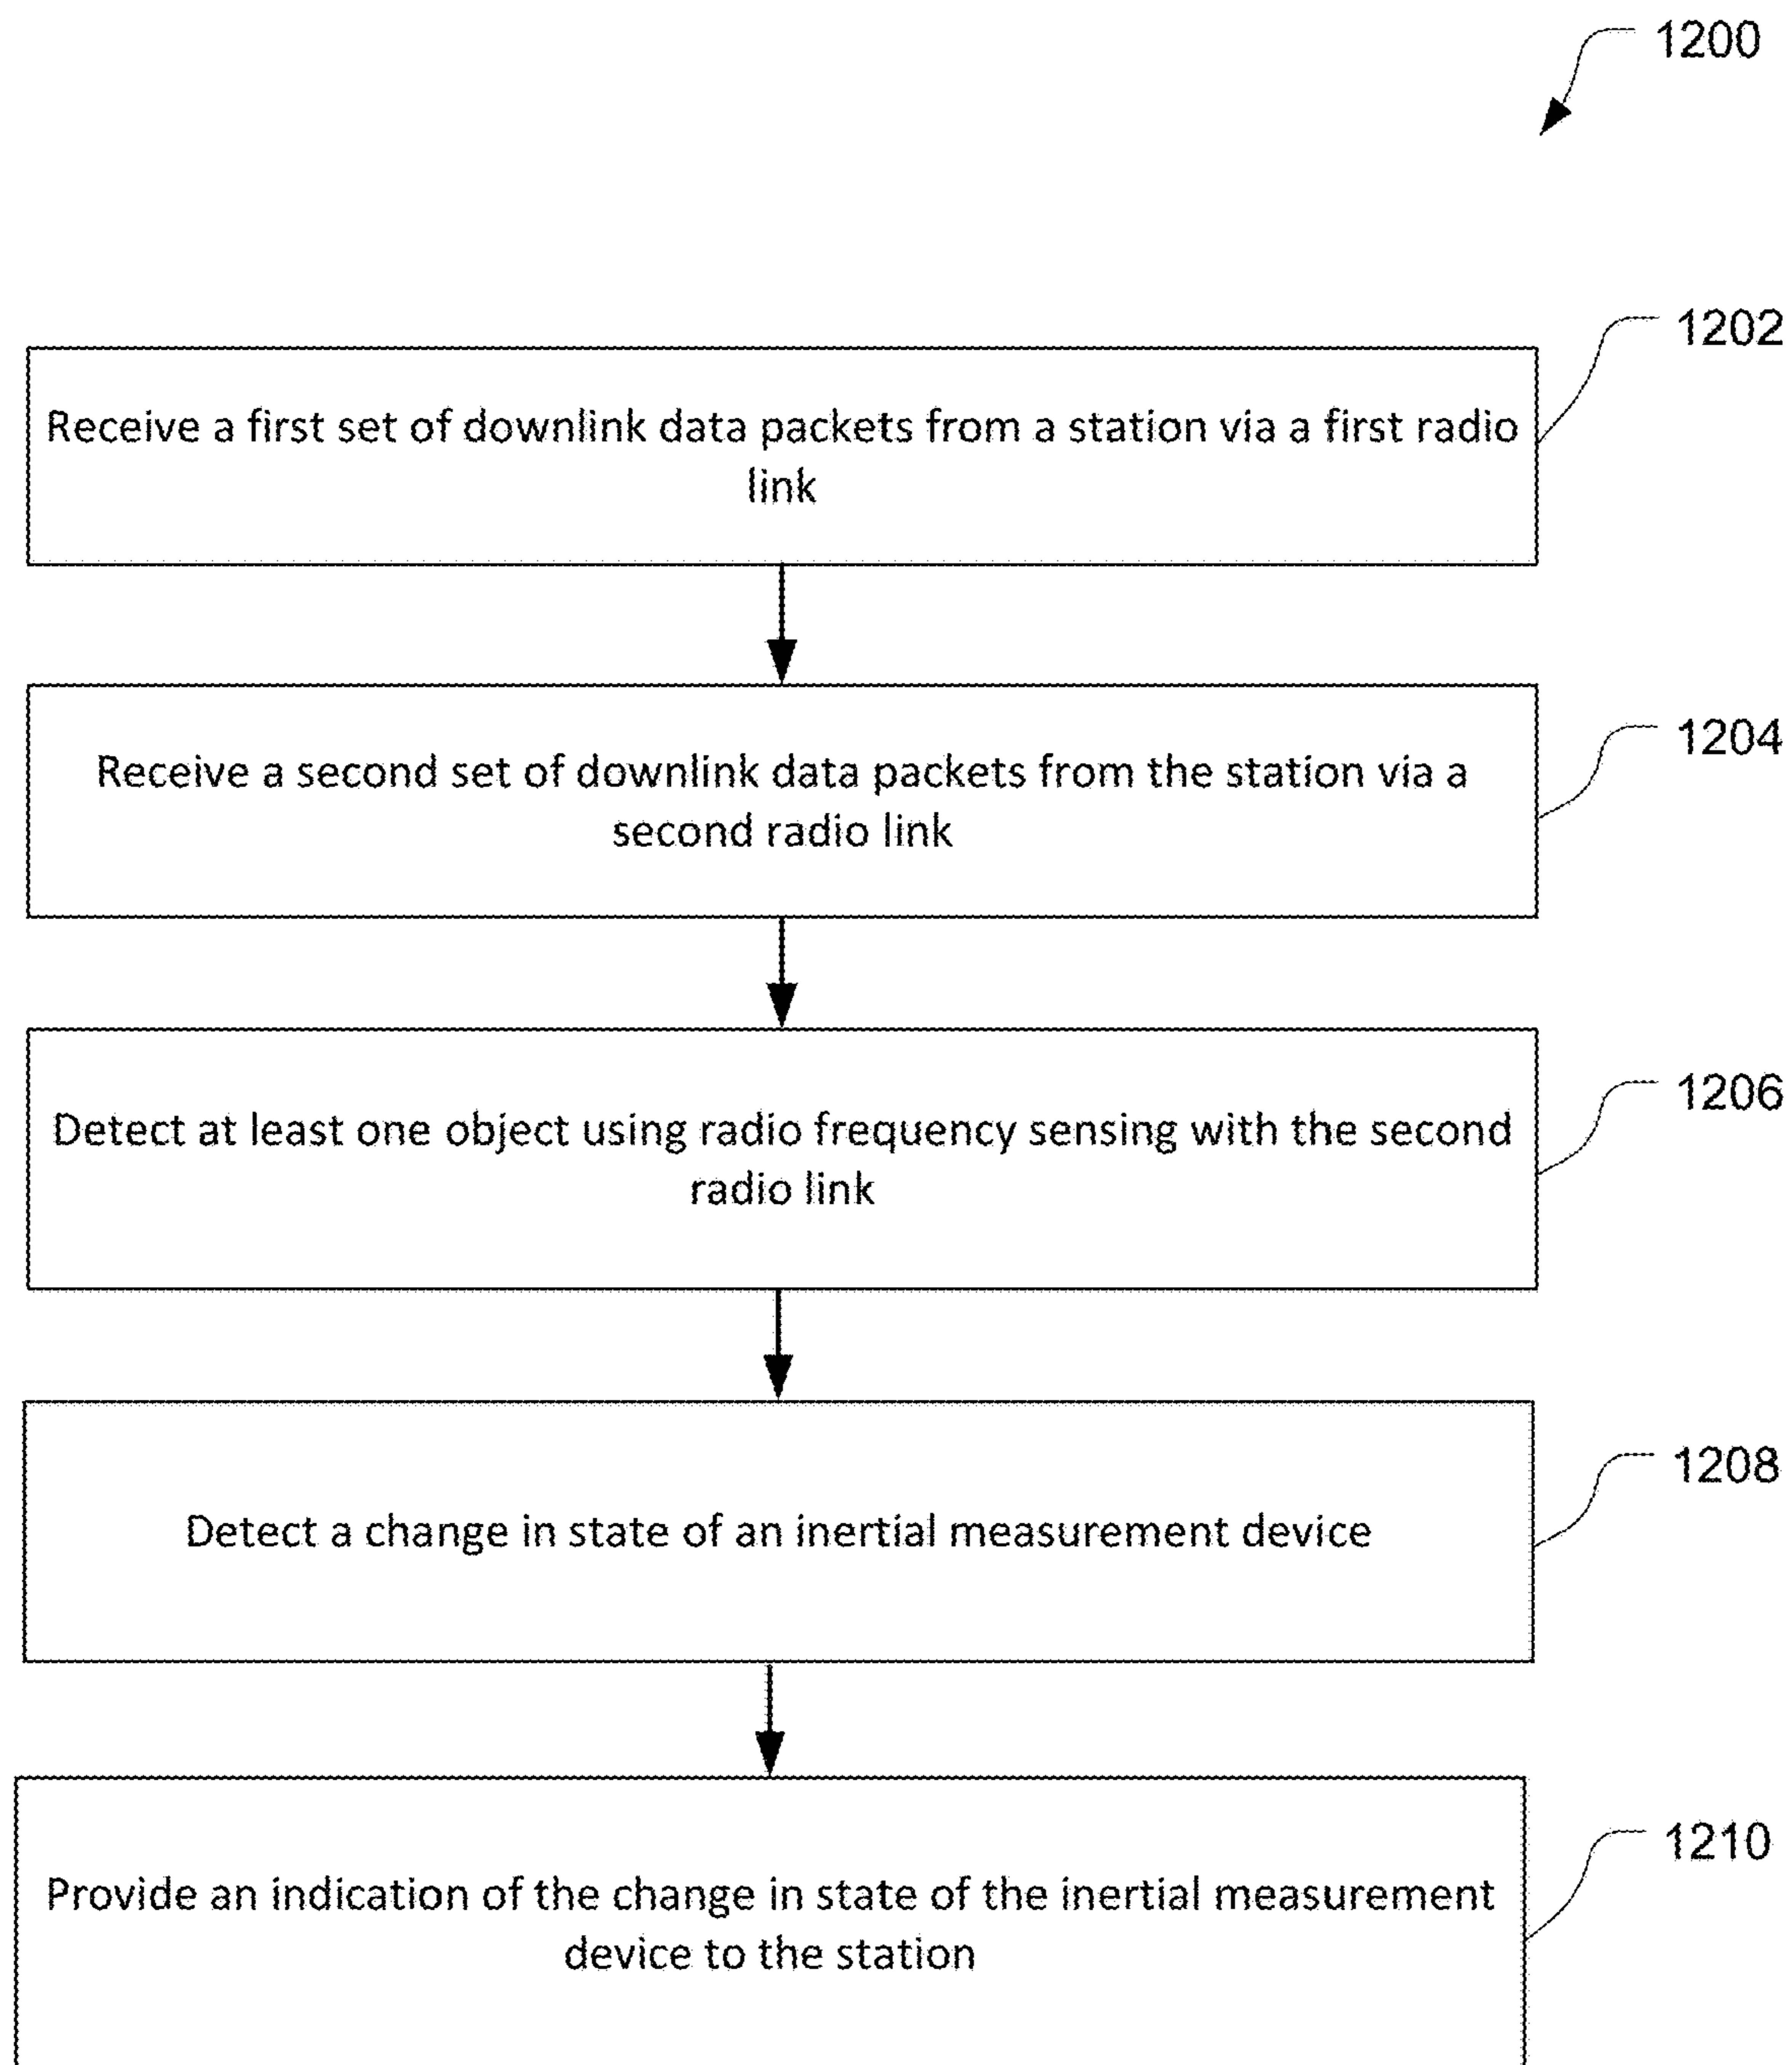 1200
1202
Receive a first set of downlink data packets from a station via a first radio
link
1204
Receive a second set of downlink data packets from the station via a
second radio link
1206
Detect at least one object using radio frequency sensing with the second
radio link
1208
Detect a change in state of an inertial measurement device
1210
Provide an indication of the change in state of the inertial measurement
device to the station